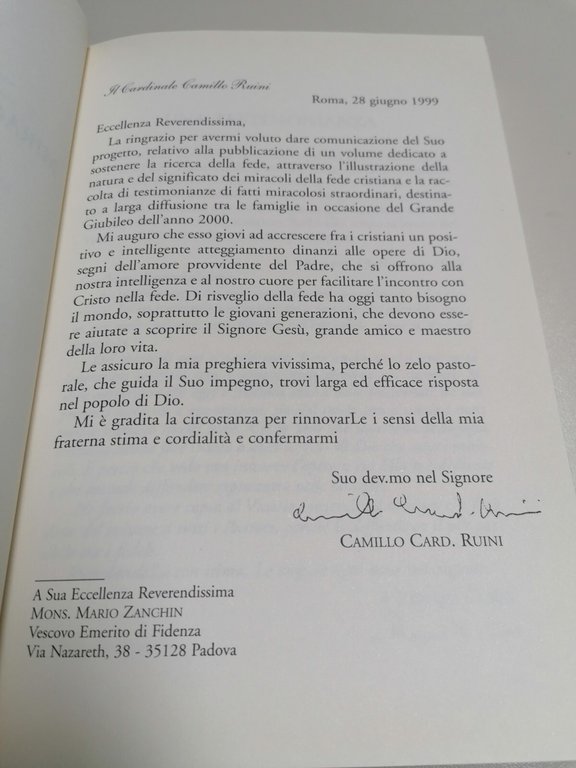 Il Cardinale Camillo Ruini
Roma, 28 giugno 1999
Eccellenza Reverendissima,
La ringrazio per avermi voluto dare comunicazione del Suo
progetto, relativo alla pubblicazione di un volume dedicato a
sostenere la ricerca della fede, attraverso l'illustrazione della
natura e del significato dei miracoli della fede cristiana e la rac-
colta di testimonianze di fatti miracolosi straordinari, destina-
to a larga diffusione tra le famiglie in occasione del Grande
Giubileo dell'anno 2000.
Mi auguro che esso giovi ad accrescere fra i cristiani un posi-
tivo e intelligente atteggiamento dinanzi alle opere di Dio,
segni dell'amore provvidente del Padre, che si offrono alla
nostra intelligenza e al nostro cuore per facilitare l'incontro con
Cristo nella fede. Di risveglio della fede ha oggi tanto bisogno
il mondo, soprattutto le giovani generazioni, che devono esse-
re aiutate a scoprire il Signore Gesù, grande amico e maestro
della loro vita.
Le assicuro la mia preghiera vivissima, perché lo zelo pasto-
rale, che guida il Suo impegno, trovi larga ed efficace risposta
nel popolo di Dio.
Mi è gradita la circostanza per rinnovarLe i sensi della mia
fraterna stima e cordialità e confermarmi
Suo dev.mo nel Signore
Camillo Card. Ruini
CAMILLO CARD. RUINI
A Sua Eccellenza Reverendissima
MONS. MARIO ZANCHIN
Vescovo Emerito di Fidenza
Via Nazareth, 38 - 35128 Padova